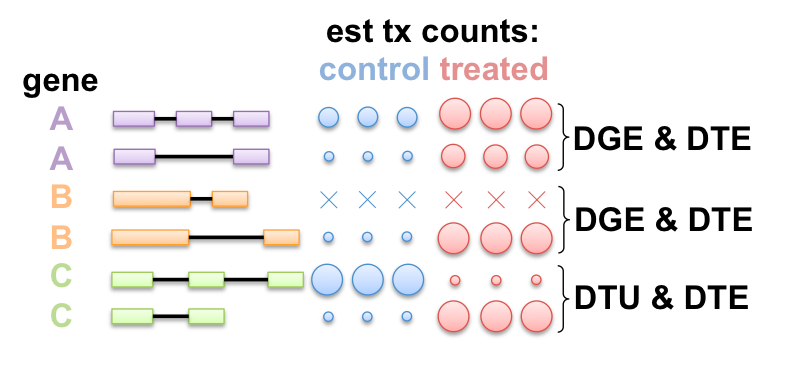 est tx counts:
control treated
gene
A
A
DGE & DTE
B
B
DGE & DTE
C
C
DTU & DTE